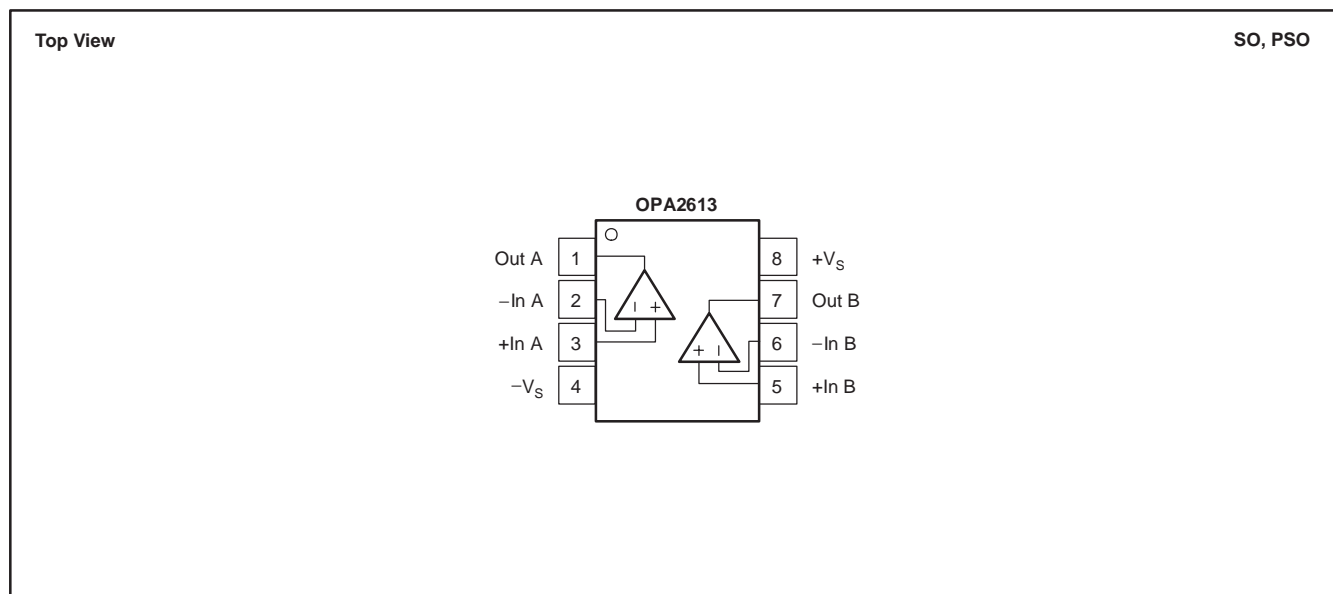 Top View
SO, PSO
OPA2613
Out A 1
−In A 2
+In A 3
−VS 4
8 +VS
7 Out B
6 −In B
5 +In B